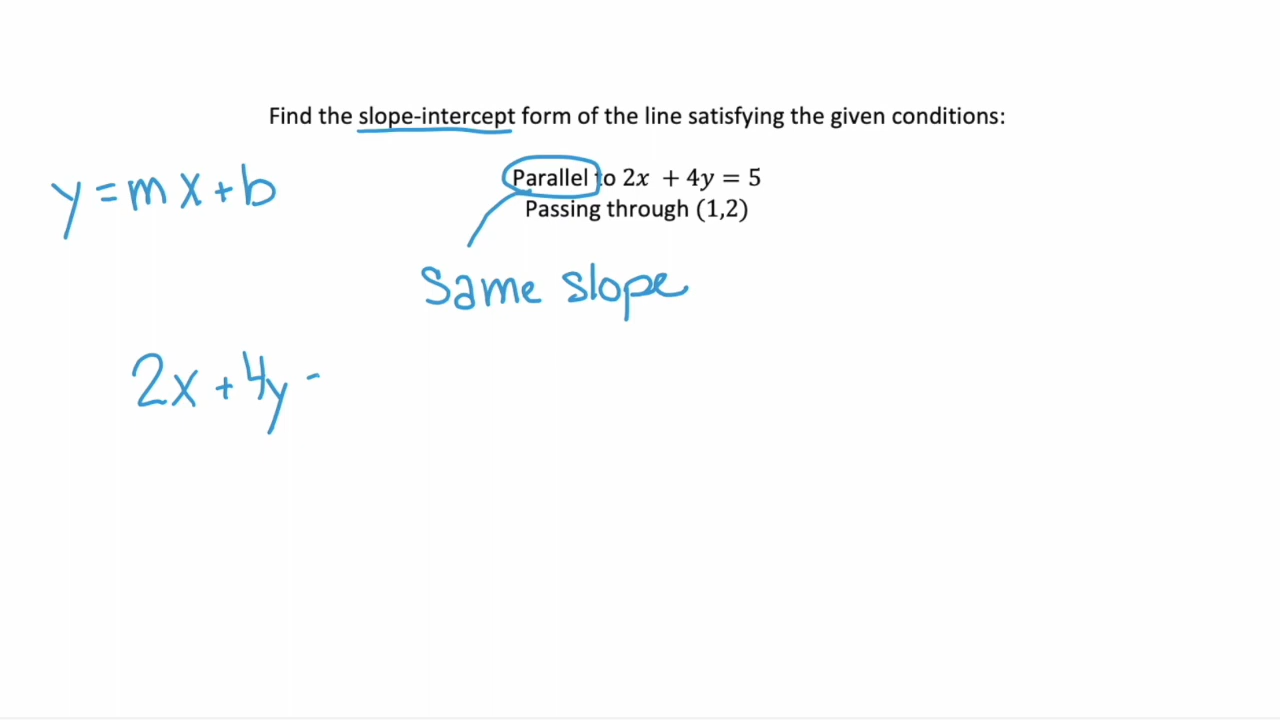 Find the slope-intercept form of the line satisfying the given conditions:
y = mx + b
Parallel to 2x + 4y = 5
Passing through (1,2)
Same slope
2x + 4y -